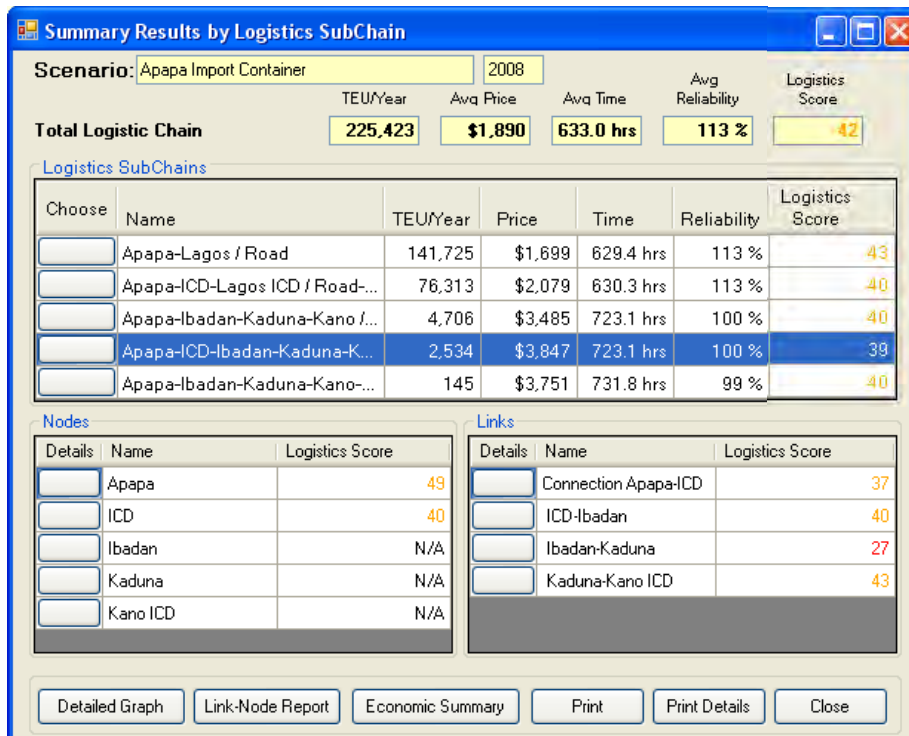 Summary Results by Logistics SubChain
Scenario: Apapa Import Container 2008
TEU/Year Avg Price Avg Time Avg Reliability Logistics Score
Total Logistic Chain 225,423 $1,890 633.0 hrs 113 % 42
Logistics SubChains
Choose Name TEU/Year Price Time Reliability Logistics Score
Apapa-Lagos / Road 141,725 $1,699 629.4 hrs 113 % 43
Apapa-ICD-Lagos ICD / Road-... 76,313 $2,079 630.3 hrs 113 % 40
Apapa-Ibadan-Kaduna-Kano /... 4,706 $3,485 723.1 hrs 100 % 40
Apapa-ICD-Ibadan-Kaduna-K... 2,534 $3,847 723.1 hrs 100 % 39
Apapa-Ibadan-Kaduna-Kano-... 145 $3,751 731.8 hrs 99 % 40
Nodes
Details Name Logistics Score
Apapa 49
ICD 40
Ibadan N/A
Kaduna N/A
Kano ICD N/A
Links
Details Name Logistics Score
Connection Apapa-ICD 37
ICD-Ibadan 40
Ibadan-Kaduna 27
Kaduna-Kano ICD 43
Detailed Graph Link-Node Report Economic Summary Print Print Details Close